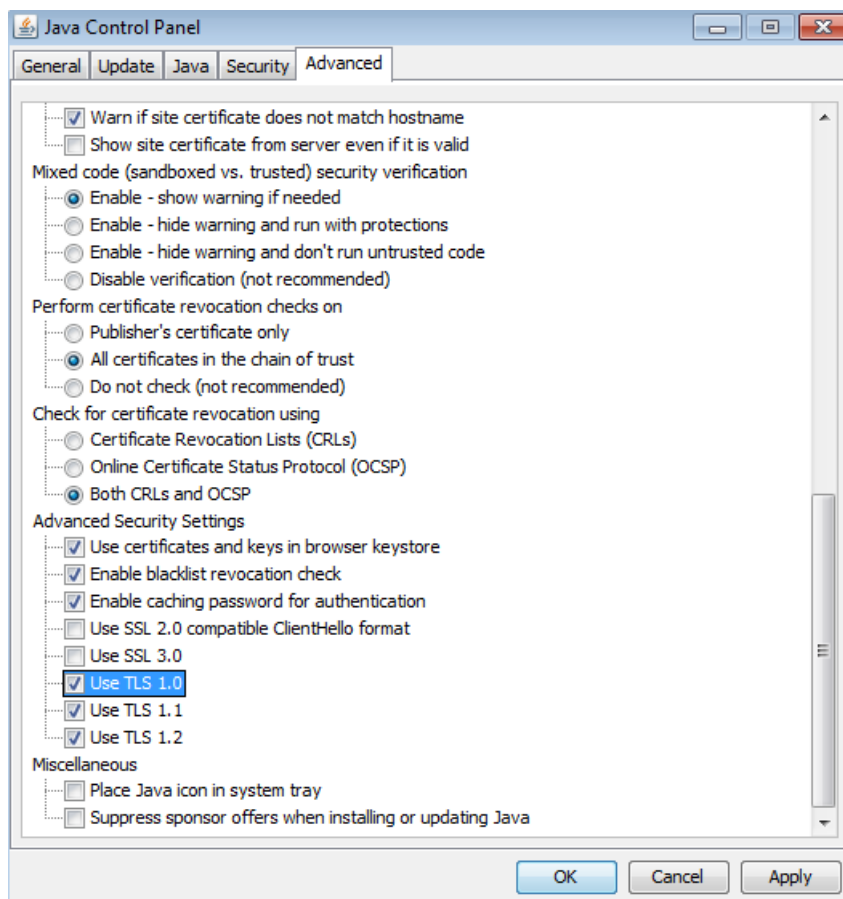 Java Control Panel
General Update Java Security Advanced
Warn if site certificate does not match hostname
Show site certificate from server even if it is valid
Mixed code (sandboxed vs. trusted) security verification
Enable - show warning if needed
Enable - hide warning and run with protections
Enable - hide warning and don't run untrusted code
Disable verification (not recommended)
Perform certificate revocation checks on
Publisher's certificate only
All certificates in the chain of trust
Do not check (not recommended)
Check for certificate revocation using
Certificate Revocation Lists (CRLs)
Online Certificate Status Protocol (OCSP)
Both CRLs and OCSP
Advanced Security Settings
Use certificates and keys in browser keystore
Enable blacklist revocation check
Enable caching password for authentication
Use SSL 2.0 compatible ClientHello format
Use SSL 3.0
Use TLS 1.0
Use TLS 1.1
Use TLS 1.2
Miscellaneous
Place Java icon in system tray
Suppress sponsor offers when installing or updating Java
OK Cancel Apply